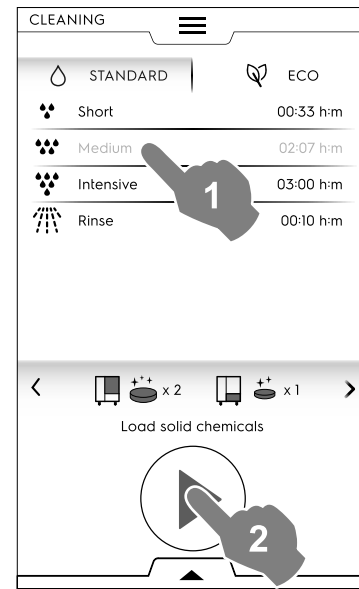 CLEANING
STANDARD ECO
Short 00:33 h:m
Medium 02:07 h:m
Intensive 03:00 h:m
Rinse 00:10 h:m
1
x 2 x 1
Load solid chemicals
2